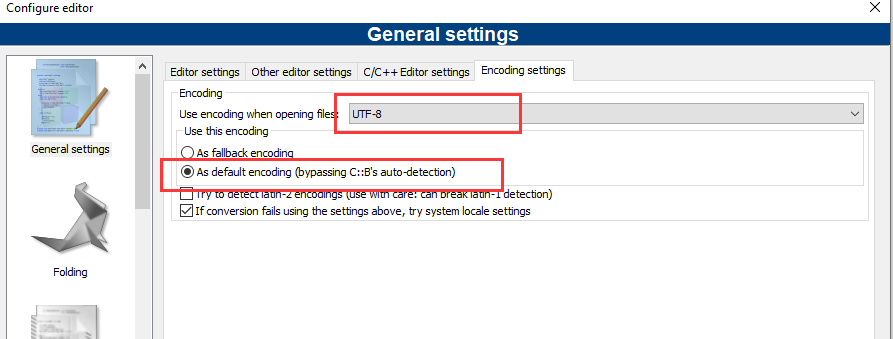 Configure editor
General settings
Editor settings
Other editor settings
C/C++ Editor settings
Encoding settings
Encoding
Use encoding when opening files:
UTF-8
Use this encoding
As fallback encoding
As default encoding (bypassing C::B's auto-detection)
Try to detect latin-2 encodings (use with care: can break latin-1 detection)
If conversion fails using the settings above, try system locale settings
General settings
Folding